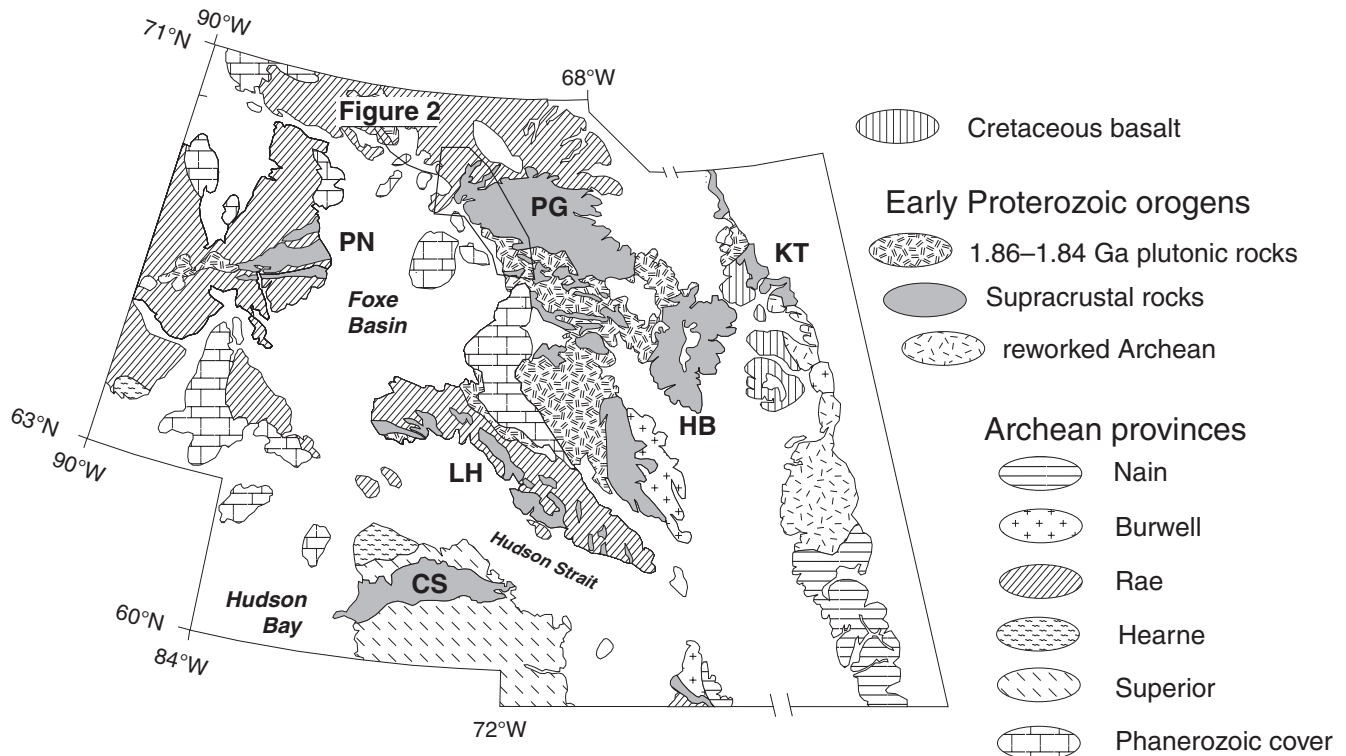 90°W
71°N
68°W
Figure 2
PG
PN
KT
Foxe
Basin
HB
63°N
90°W
LH
Hudson Strait
CS
Hudson
Bay
60°N
84°W
72°W
Cretaceous basalt
Early Proterozoic orogens
1.86–1.84 Ga plutonic rocks
Supracrustal rocks
reworked Archean
Archean provinces
Nain
Burwell
Rae
Hearne
Superior
Phanerozoic cover